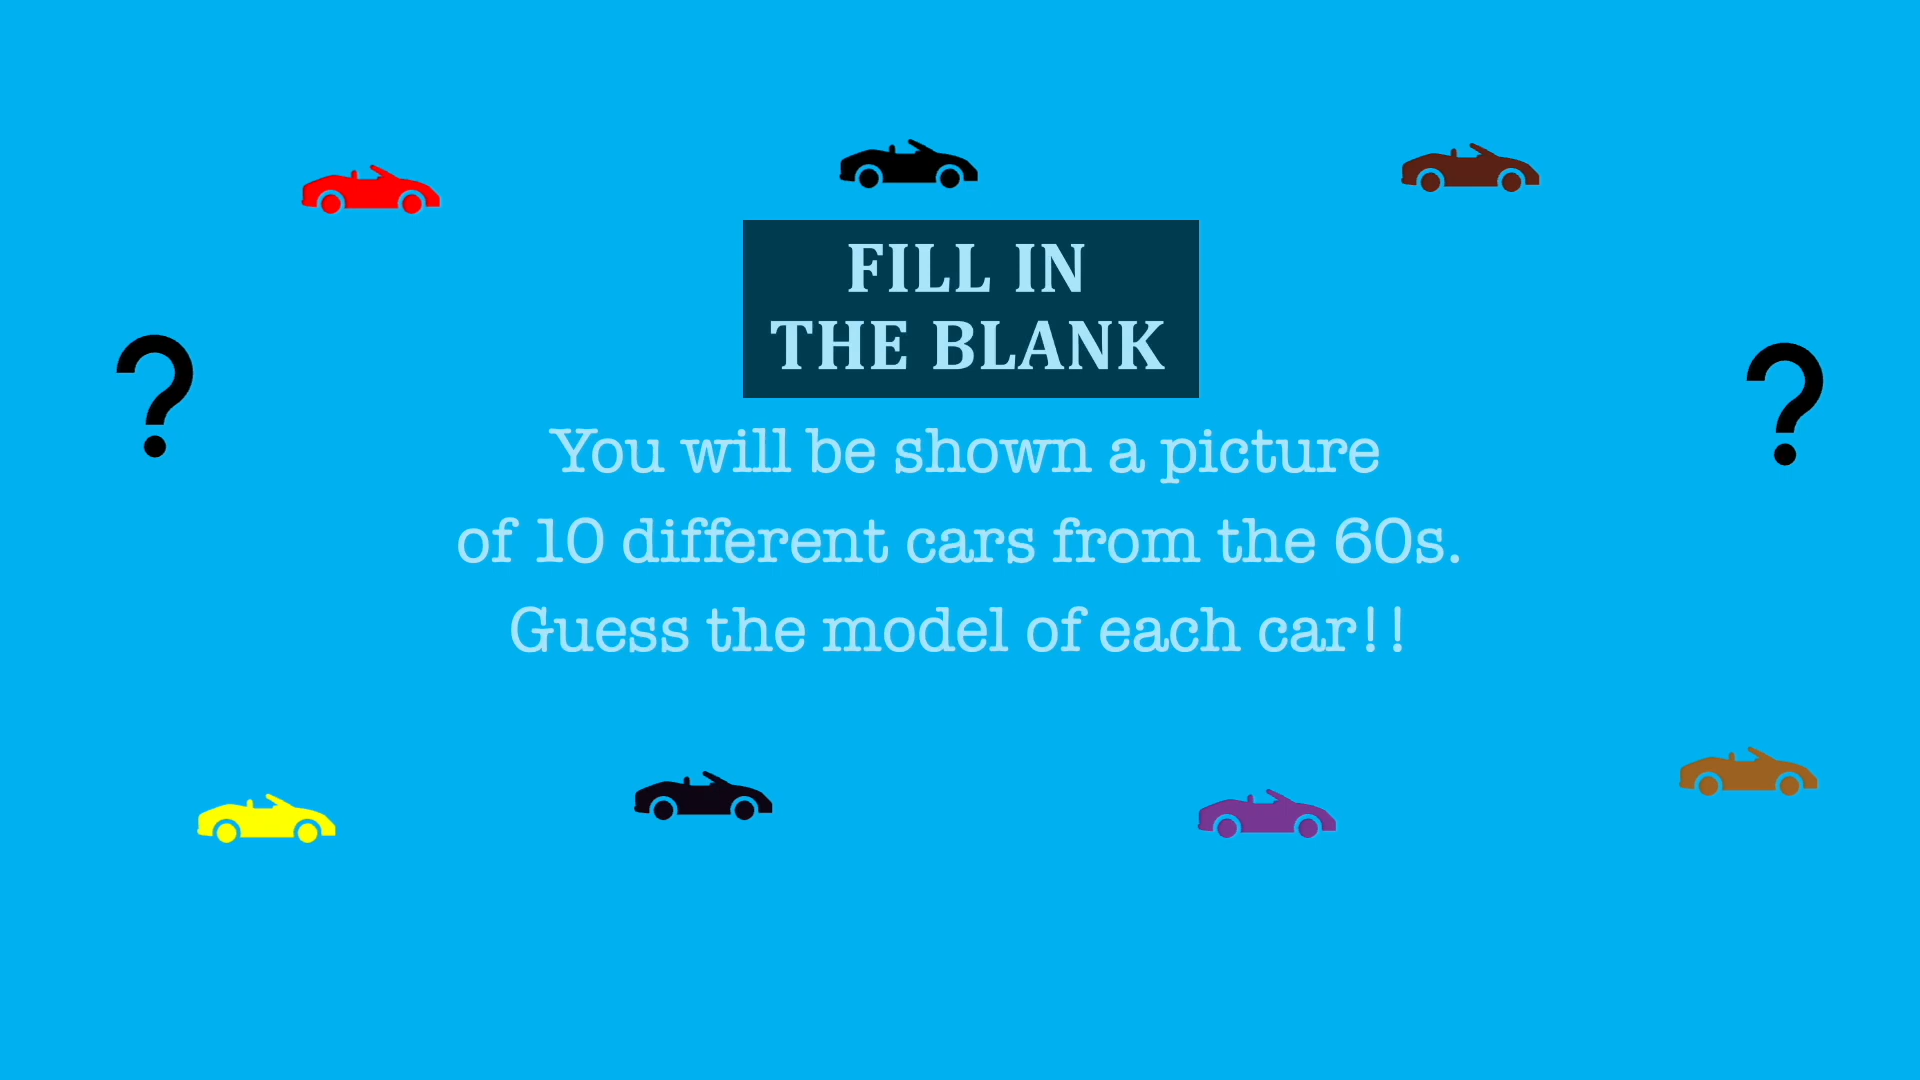 FILL IN
THE BLANK
You will be shown a picture
of 10 different cars from the 60s.
Guess the model of each car!!
?
?